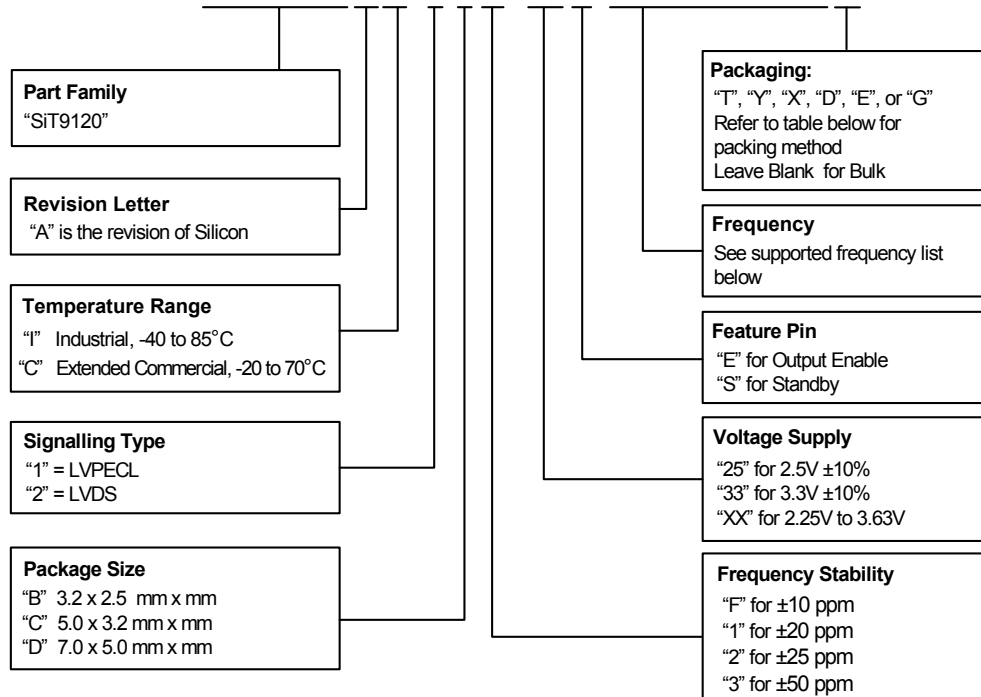 Part Family
“SiT9120”
Revision Letter
“A” is the revision of Silicon
Temperature Range
“I” Industrial, -40 to 85°C
“C” Extended Commercial, -20 to 70°C
Signalling Type
“1” = LVPECL
“2” = LVDS
Package Size
“B” 3.2 x 2.5 mm x mm
“C” 5.0 x 3.2 mm x mm
“D” 7.0 x 5.0 mm x mm
Packaging:
“T”, “Y”, “X”, “D”, “E”, or “G”
Refer to table below for
packing method
Leave Blank for Bulk
Frequency
See supported frequency list
below
Feature Pin
“E” for Output Enable
“S” for Standby
Voltage Supply
“25” for 2.5V ±10%
“33” for 3.3V ±10%
“XX” for 2.25V to 3.63V
Frequency Stability
“F” for ±10 ppm
“1” for ±20 ppm
“2” for ±25 ppm
“3” for ±50 ppm